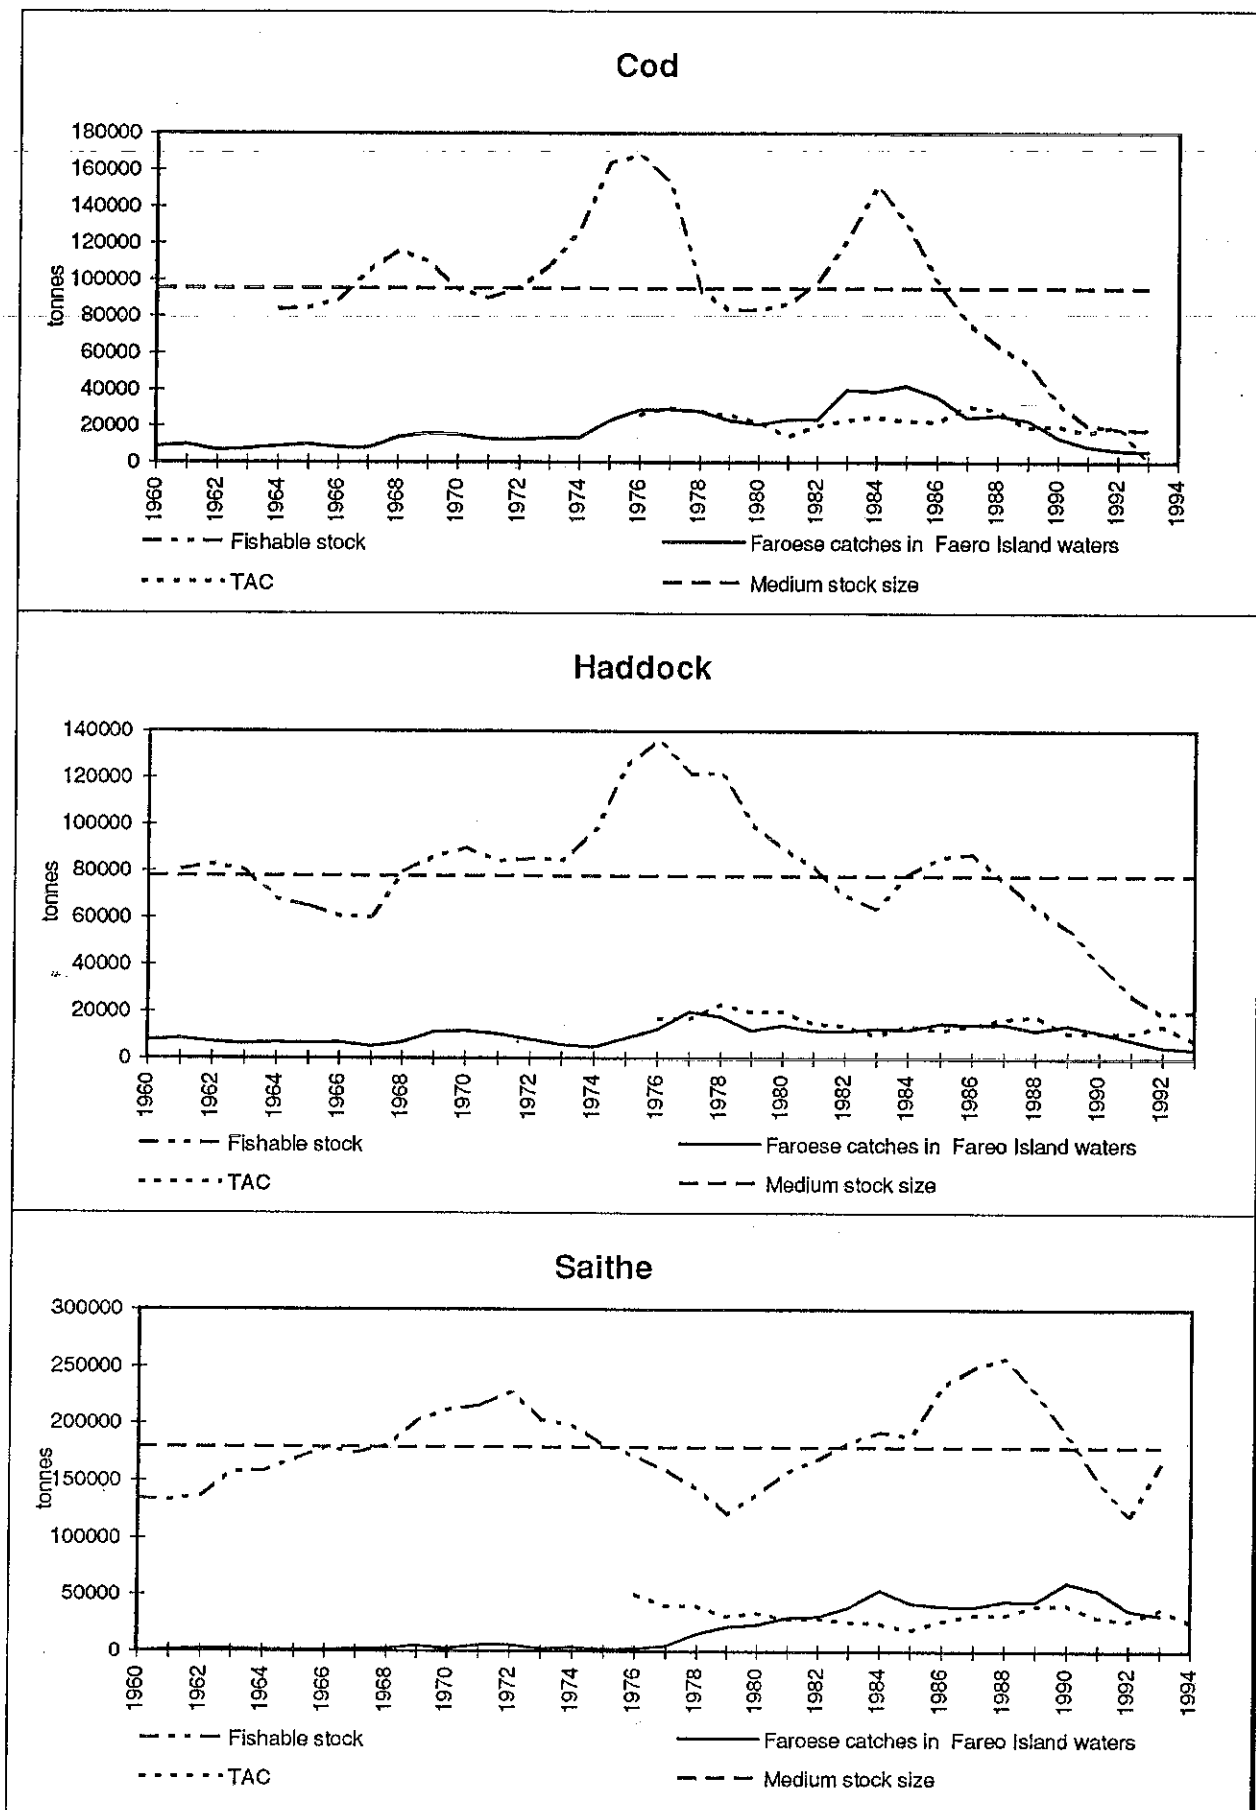 Cod
180000
160000
140000
120000
100000
80000
60000
40000
20000
0
tonnes
1960 1962 1964 1966 1968 1970 1972 1974 1976 1978 1980 1982 1984 1986 1988 1990 1992 1994
Fishable stock Faroese catches in Faero Island waters
TAC Medium stock size
Haddock
140000
120000
100000
80000
60000
40000
20000
0
tonnes
1960 1962 1964 1966 1968 1970 1972 1974 1976 1978 1980 1982 1984 1986 1988 1990 1992
Fishable stock Faroese catches in Fareo Island waters
TAC Medium stock size
Saithe
300000
250000
200000
150000
100000
50000
0
tonnes
1960 1962 1964 1966 1968 1970 1972 1974 1976 1978 1980 1982 1984 1986 1988 1990 1992 1994
Fishable stock Faroese catches in Fareo Island waters
TAC Medium stock size